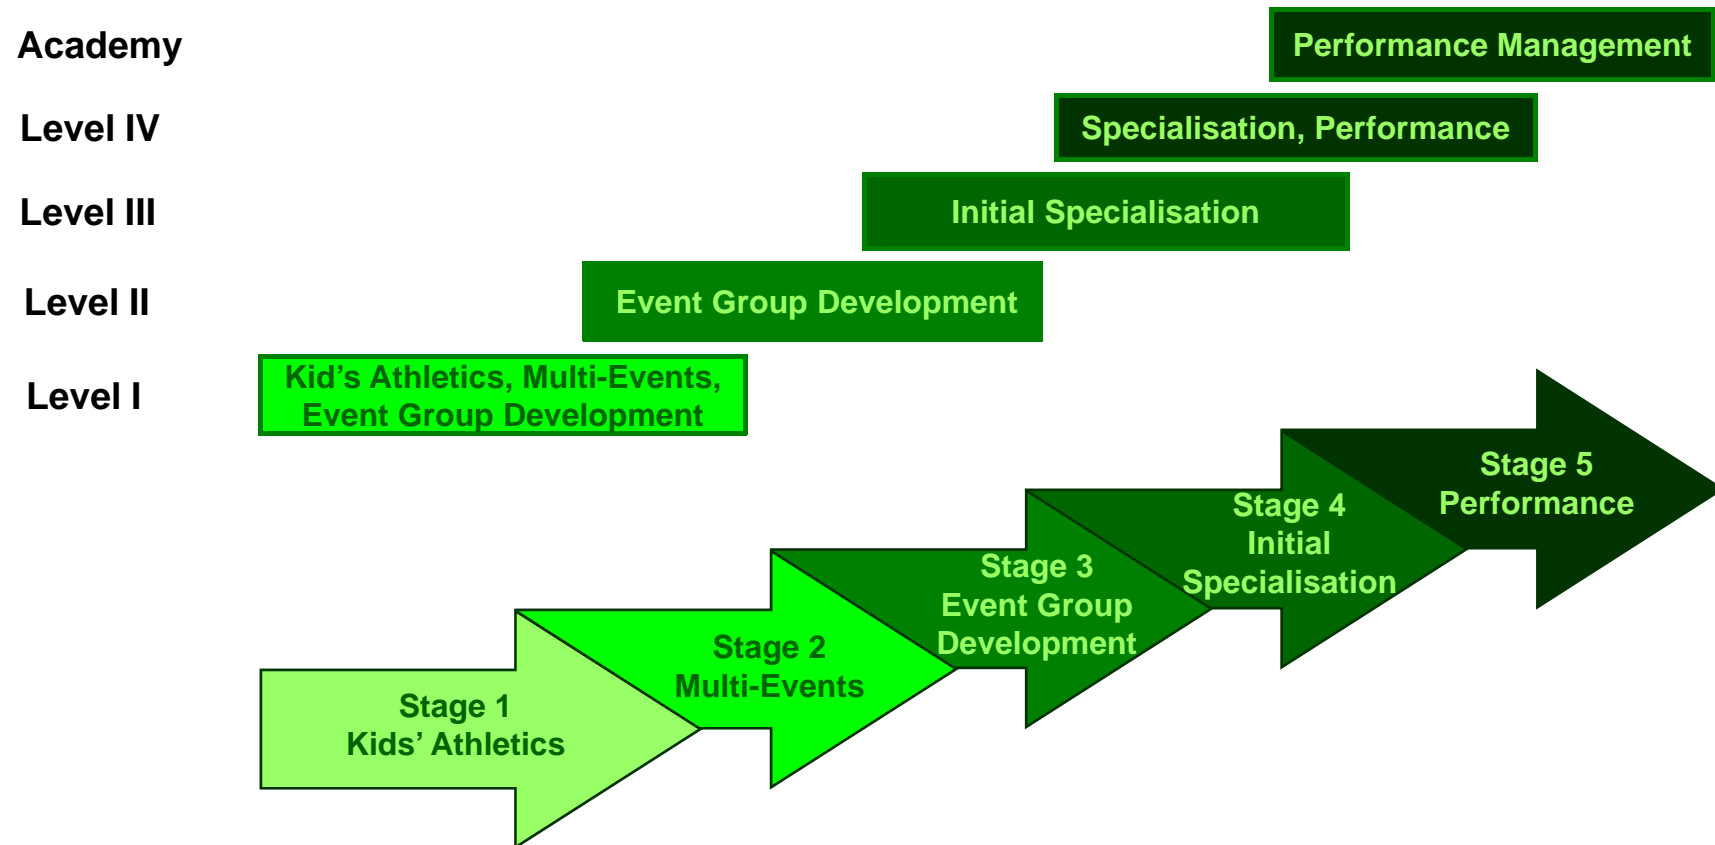 Academy
Performance Management
Level IV
Specialisation, Performance
Level III
Initial Specialisation
Level II
Event Group Development
Level I
Kid's Athletics, Multi-Events,
Event Group Development
Stage 5
Performance
Stage 4
Initial
Specialisation
Stage 3
Event Group
Development
Stage 2
Multi-Events
Stage 1
Kids’ Athletics